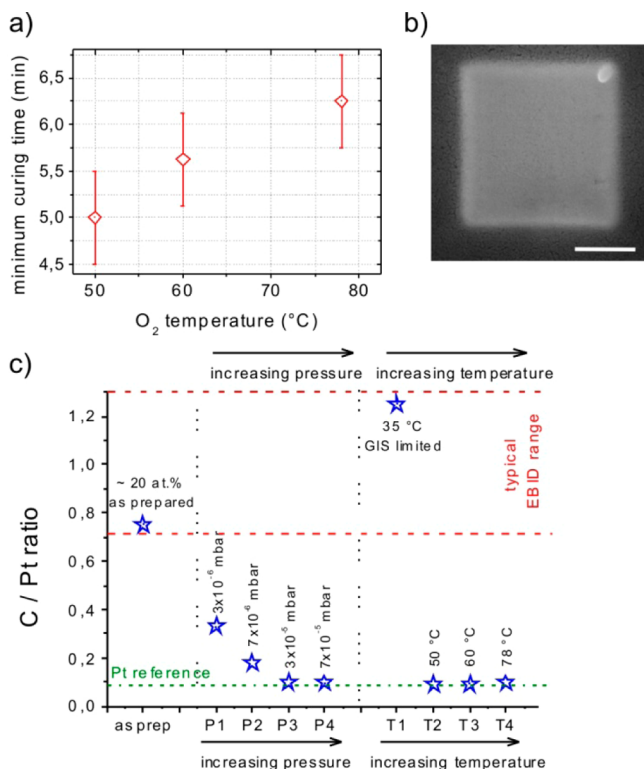 a)
minimum curing time (min)
6,5
6,0
5,5
5,0
4,5
50 60 70 80
O₂ temperature (°C)
b)
c)
increasing pressure increasing temperature
C / Pt ratio
1,2
1,0
0,8
0,6
0,4
0,2
0,0
~ 20 at.%
as prepared
3x10⁻⁶ mbar
7x10⁻⁶ mbar
3x10⁻⁵ mbar
7x10⁻⁵ mbar
35 °C
GIS limited
typical
EBID range
50 °C
60 °C
78°C
Pt reference
as prep P1 P2 P3 P4 T1 T2 T3 T4
increasing pressure increasing temperature